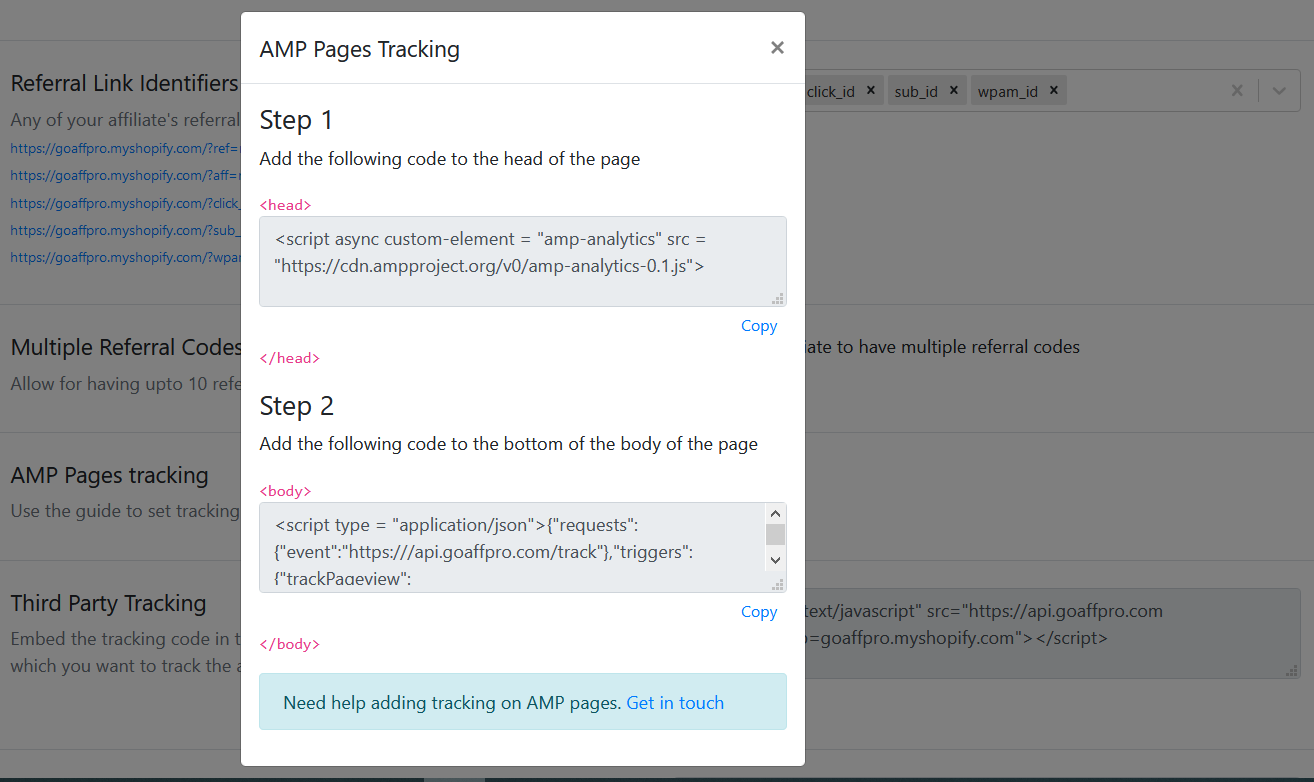 AMP Pages Tracking ×
Step 1
Add the following code to the head of the page
<head>
<script async custom-element = "amp-analytics" src =
"https://cdn.ampproject.org/v0/amp-analytics-0.1.js">
Copy
</head>
Step 2
Add the following code to the bottom of the body of the page
<body>
<script type = "application/json">{"requests":
{"event":"https:///api.goaffpro.com/track"},"triggers":
{"trackPageview":
Copy
</body>
Need help adding tracking on AMP pages. Get in touch
Referral Link Identifiers
Any of your affiliate's referral
https://goaffpro.myshopify.com/?ref=
https://goaffpro.myshopify.com/?aff=
https://goaffpro.myshopify.com/?click_
https://goaffpro.myshopify.com/?sub_
https://goaffpro.myshopify.com/?wpam
click_id × sub_id × wpam_id ×
Multiple Referral Codes
Allow for having upto 10 refe
iate to have multiple referral codes
AMP Pages tracking
Use the guide to set tracking
Third Party Tracking
Embed the tracking code in t
which you want to track the a
text/javascript" src="https://api.goaffpro.com
=goaffpro.myshopify.com"></script>